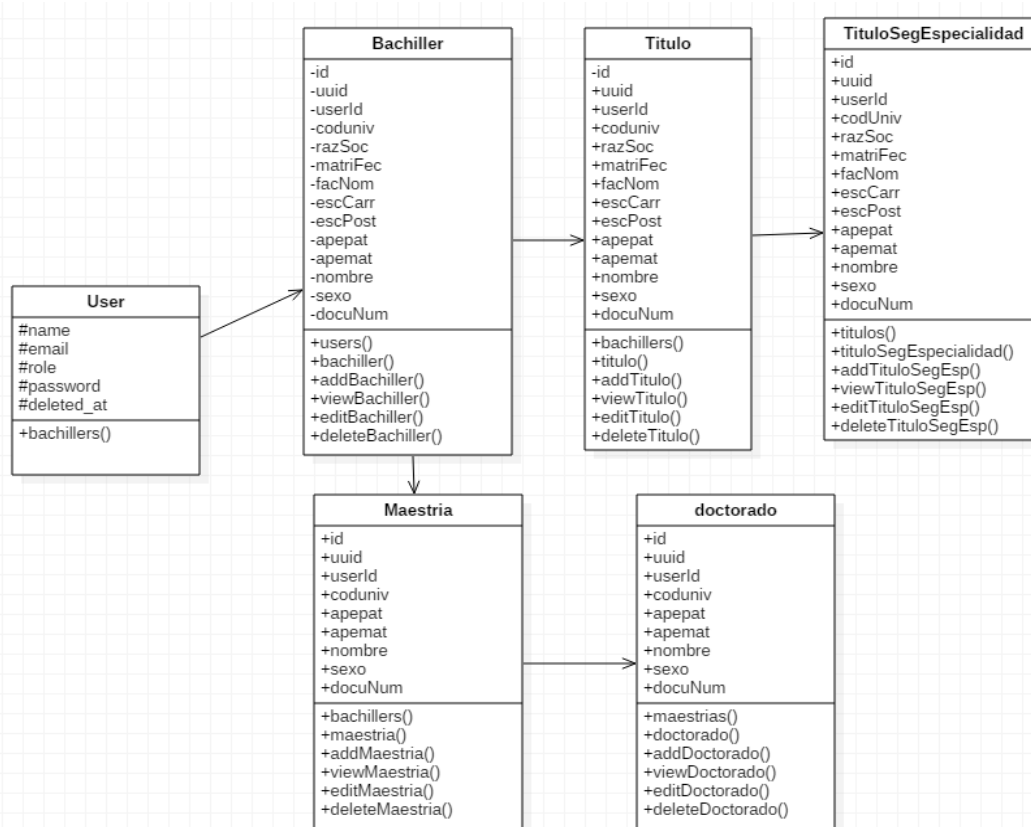 User
#name
#email
#role
#password
#deleted_at
+bachillers()
Bachiller
-id
-uuid
-userId
-coduniv
-razSoc
-matriFec
-facNom
-escCarr
-escPost
-apepat
-apemat
-nombre
-sexo
-docuNum
+users()
+bachiller()
+addBachiller()
+viewBachiller()
+editBachiller()
+deleteBachiller()
Titulo
-id
+uuid
+userId
+coduniv
+razSoc
+matriFec
+facNom
+escCarr
+escPost
+apepat
+apemat
+nombre
+sexo
+docuNum
+bachillers()
+titulo()
+addTitulo()
+viewTitulo()
+editTitulo()
+deleteTitulo()
TituloSegEspecialidad
+id
+uuid
+userId
+codUniv
+razSoc
+matriFec
+facNom
+escCarr
+escPost
+apepat
+apemat
+nombre
+sexo
+docuNum
+titulos()
+tituloSegEspecialidad()
+addTituloSegEsp()
+viewTituloSegEsp()
+editTituloSegEsp()
+deleteTituloSegEsp()
Maestria
+id
+uuid
+userId
+coduniv
+apepat
+apemat
+nombre
+sexo
+docuNum
+bachillers()
+maestria()
+addMaestria()
+viewMaestria()
+editMaestria()
+deleteMaestria()
doctorado
+id
+uuid
+userId
+coduniv
+apepat
+apemat
+nombre
+sexo
+docuNum
+maestrias()
+doctorado()
+addDoctorado()
+viewDoctorado()
+editDoctorado()
+deleteDoctorado()